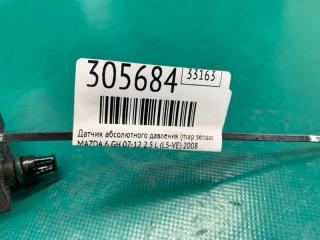 305684
33163
Датчик абсолютного давления (map sensor
MAZDA 6 GH 07-12 2.5 L (L5-VE) 2008